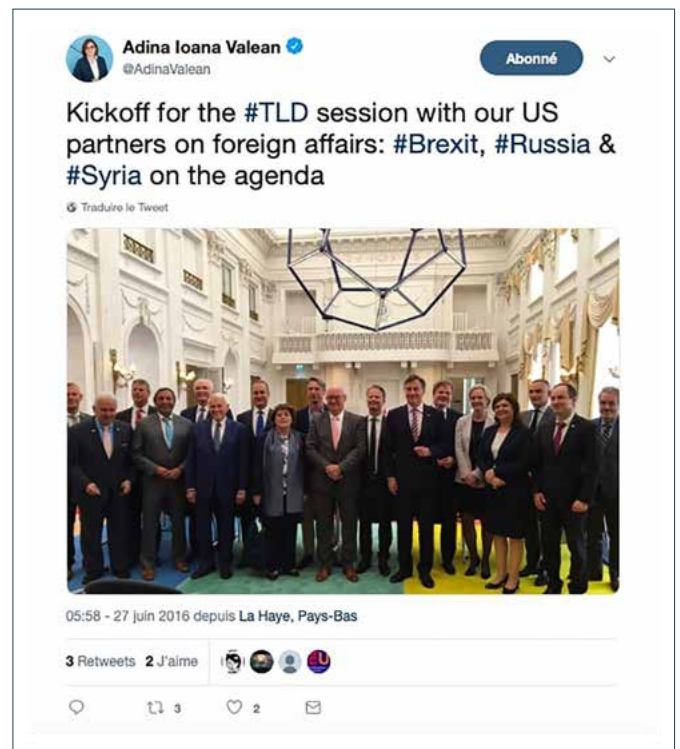 Adina Ioana Valean
@AdinaValean
Abonné
Kickoff for the #TLD session with our US
partners on foreign affairs: #Brexit, #Russia &
#Syria on the agenda
Traduire le Tweet
05:58 - 27 juin 2016 depuis La Haye, Pays-Bas
3 Retweets 2 J'aime
EU
3
2